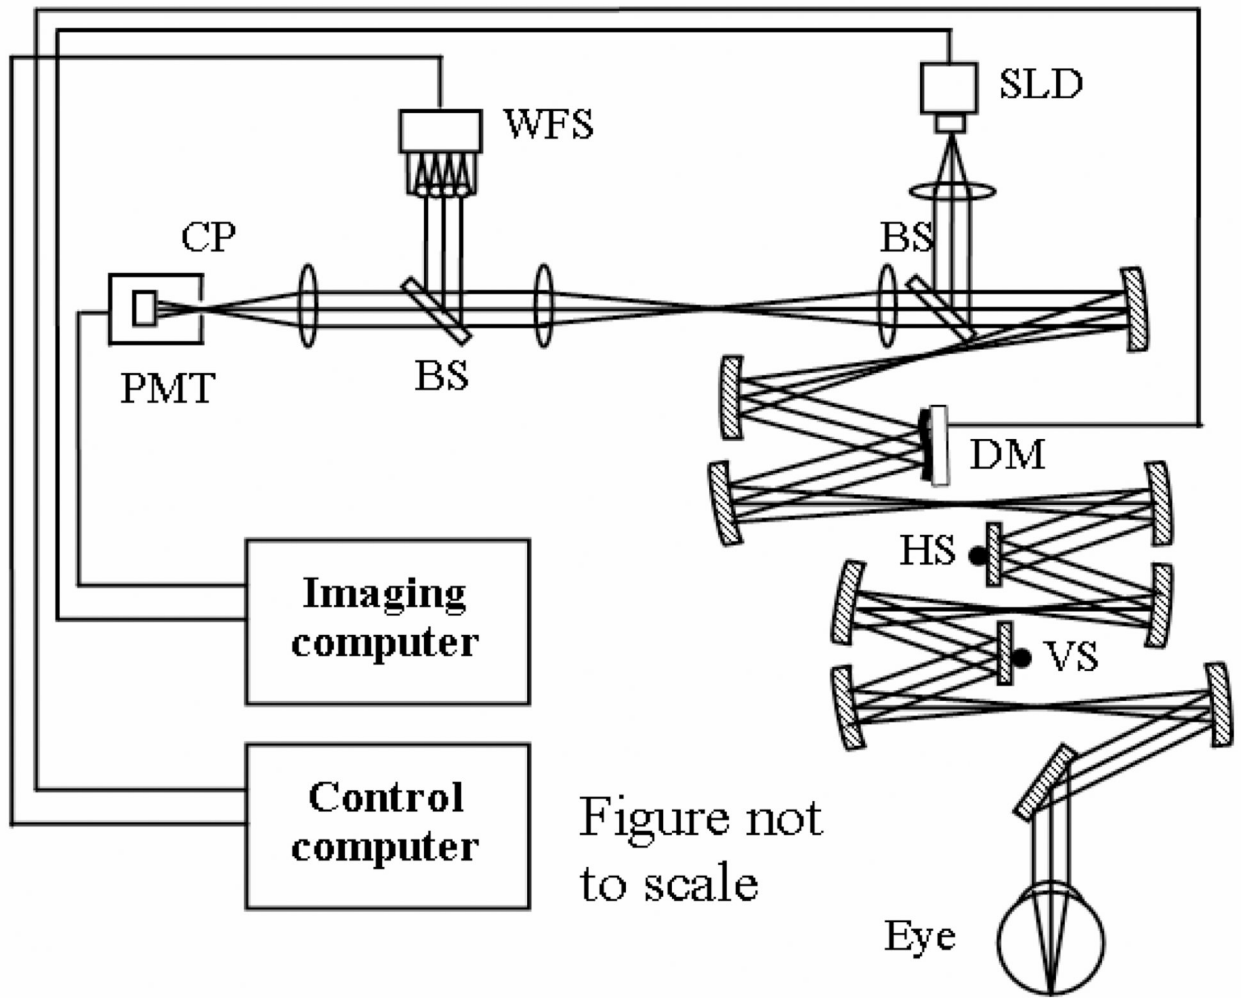 SLD
WFS
CP
BS
BS
PMT
DM
HS
VS
Imaging
computer
Control
computer
Figure not
to scale
Eye